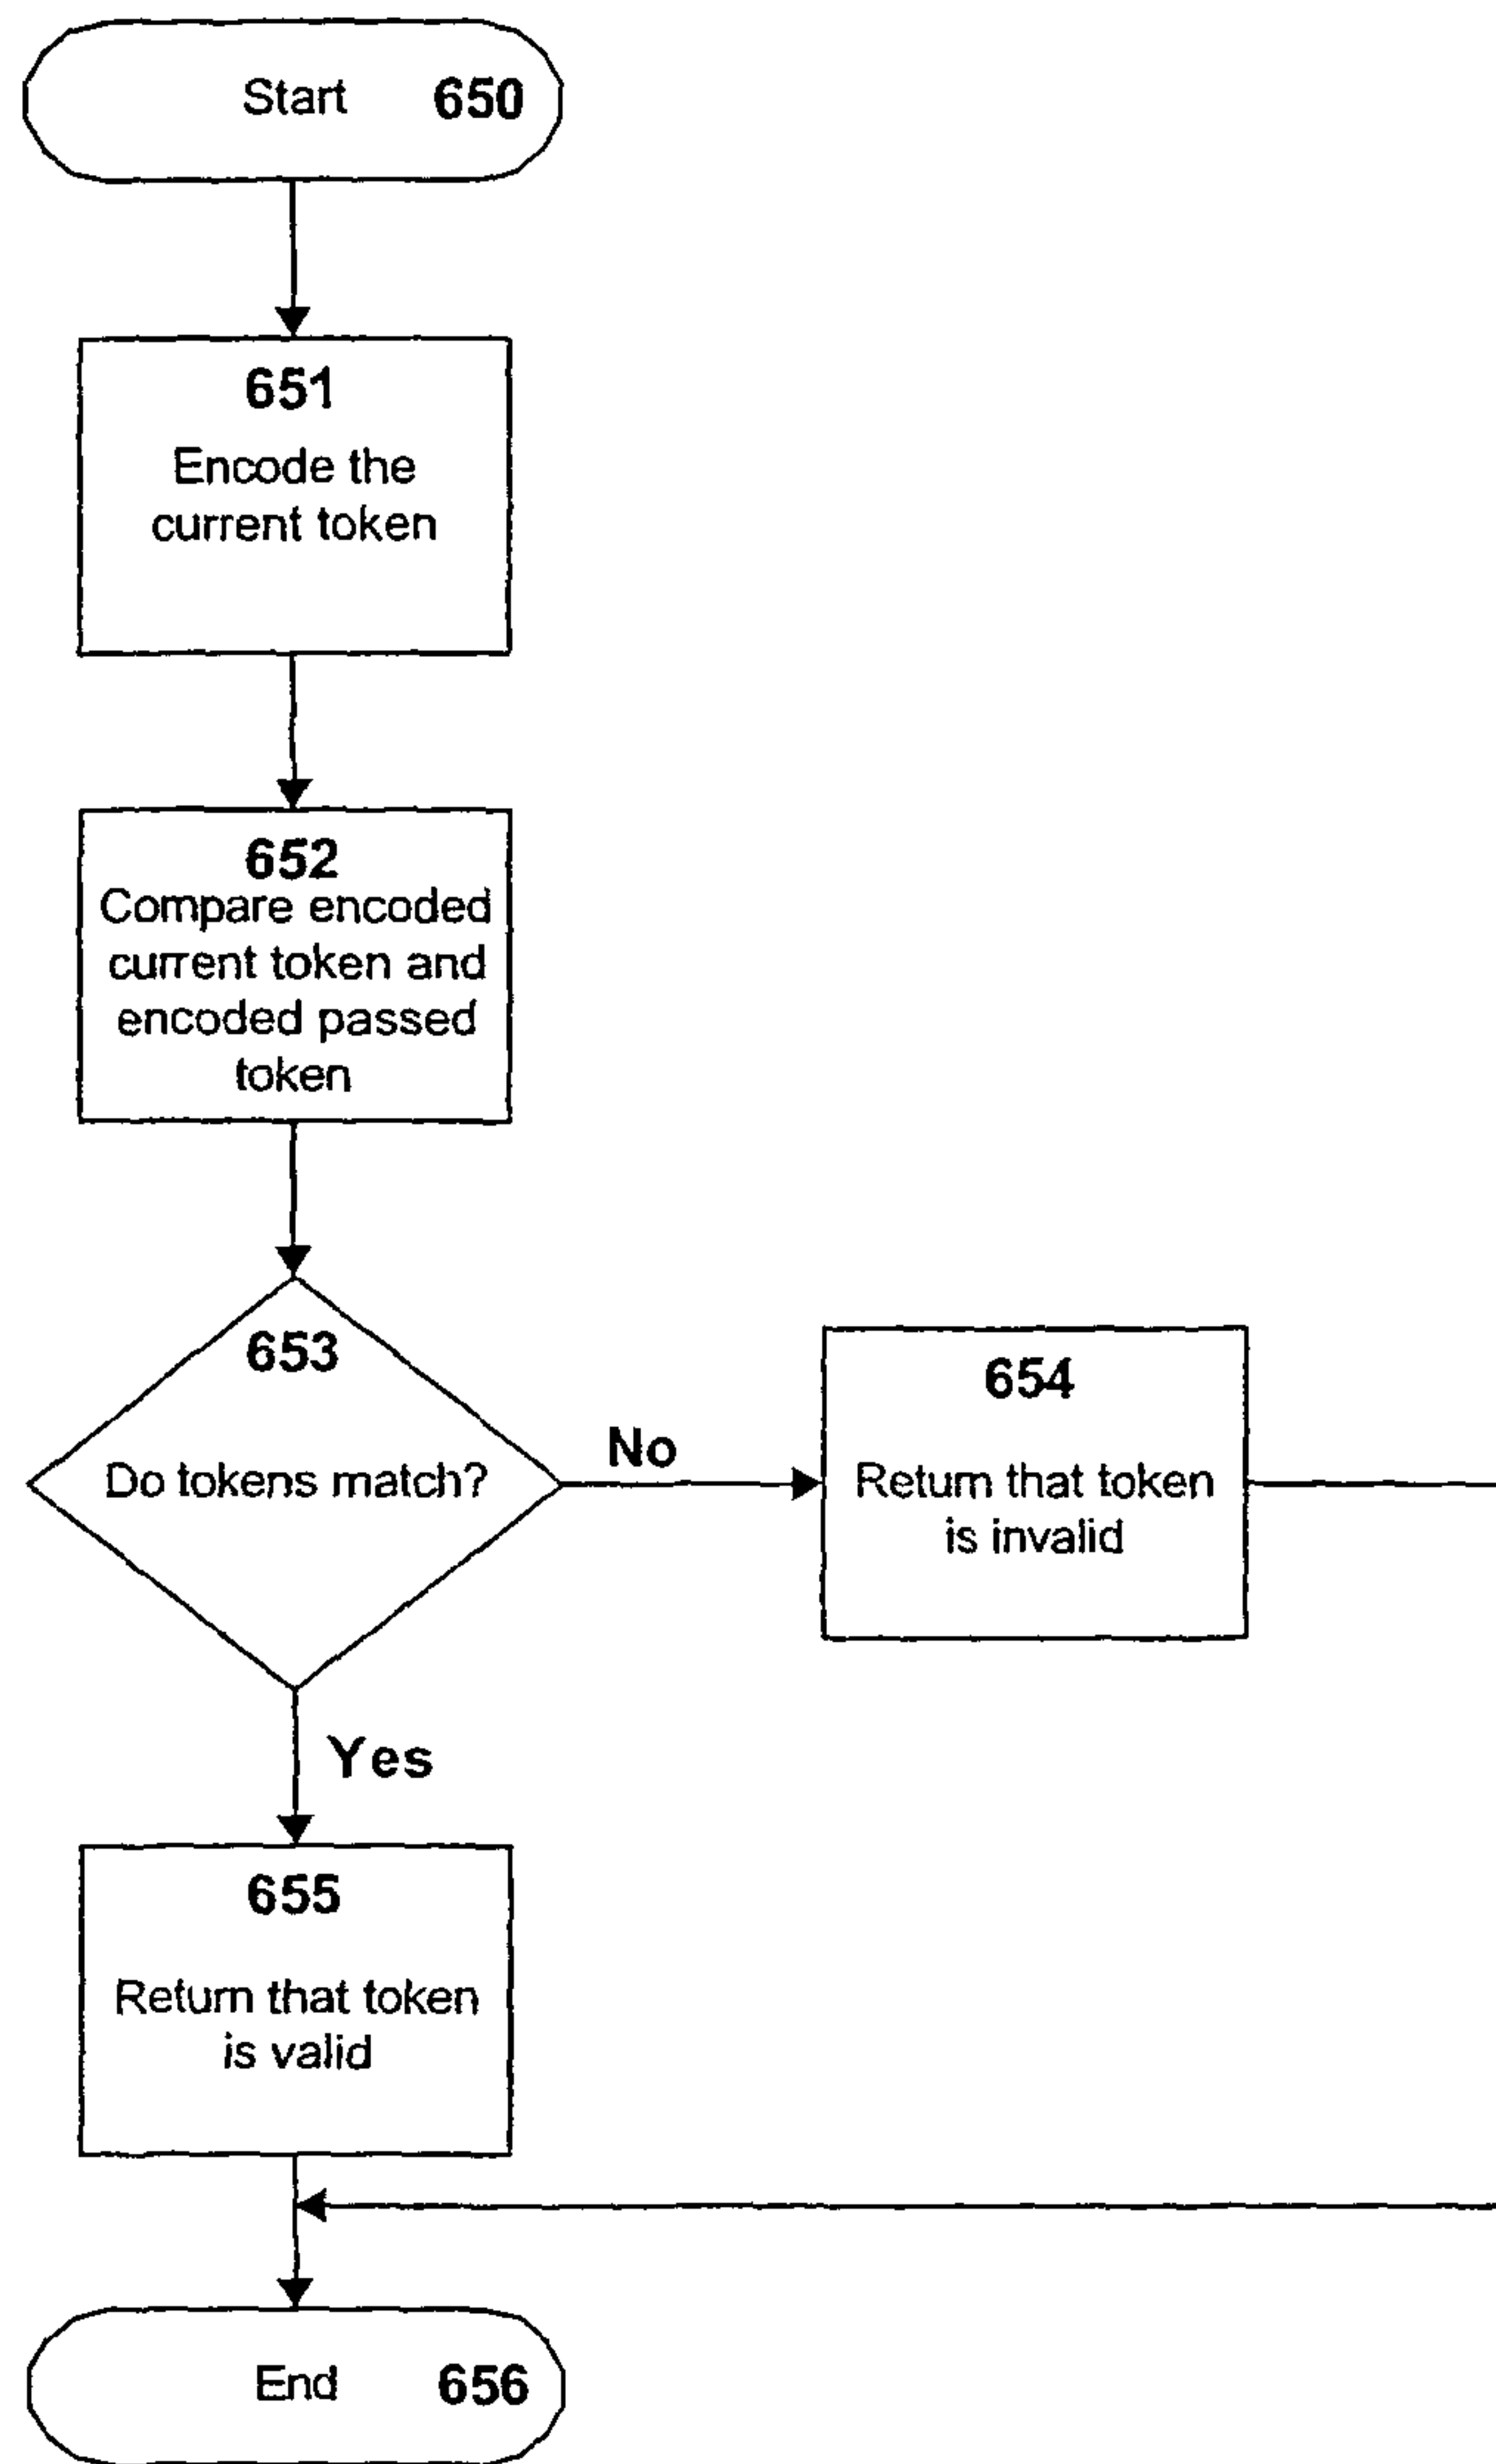 Start 650
651
Encode the
current token
652
Compare encoded
current token and
encoded passed
token
653
Do tokens match?
No
654
Return that token
is invalid
Yes
655
Return that token
is valid
End 656